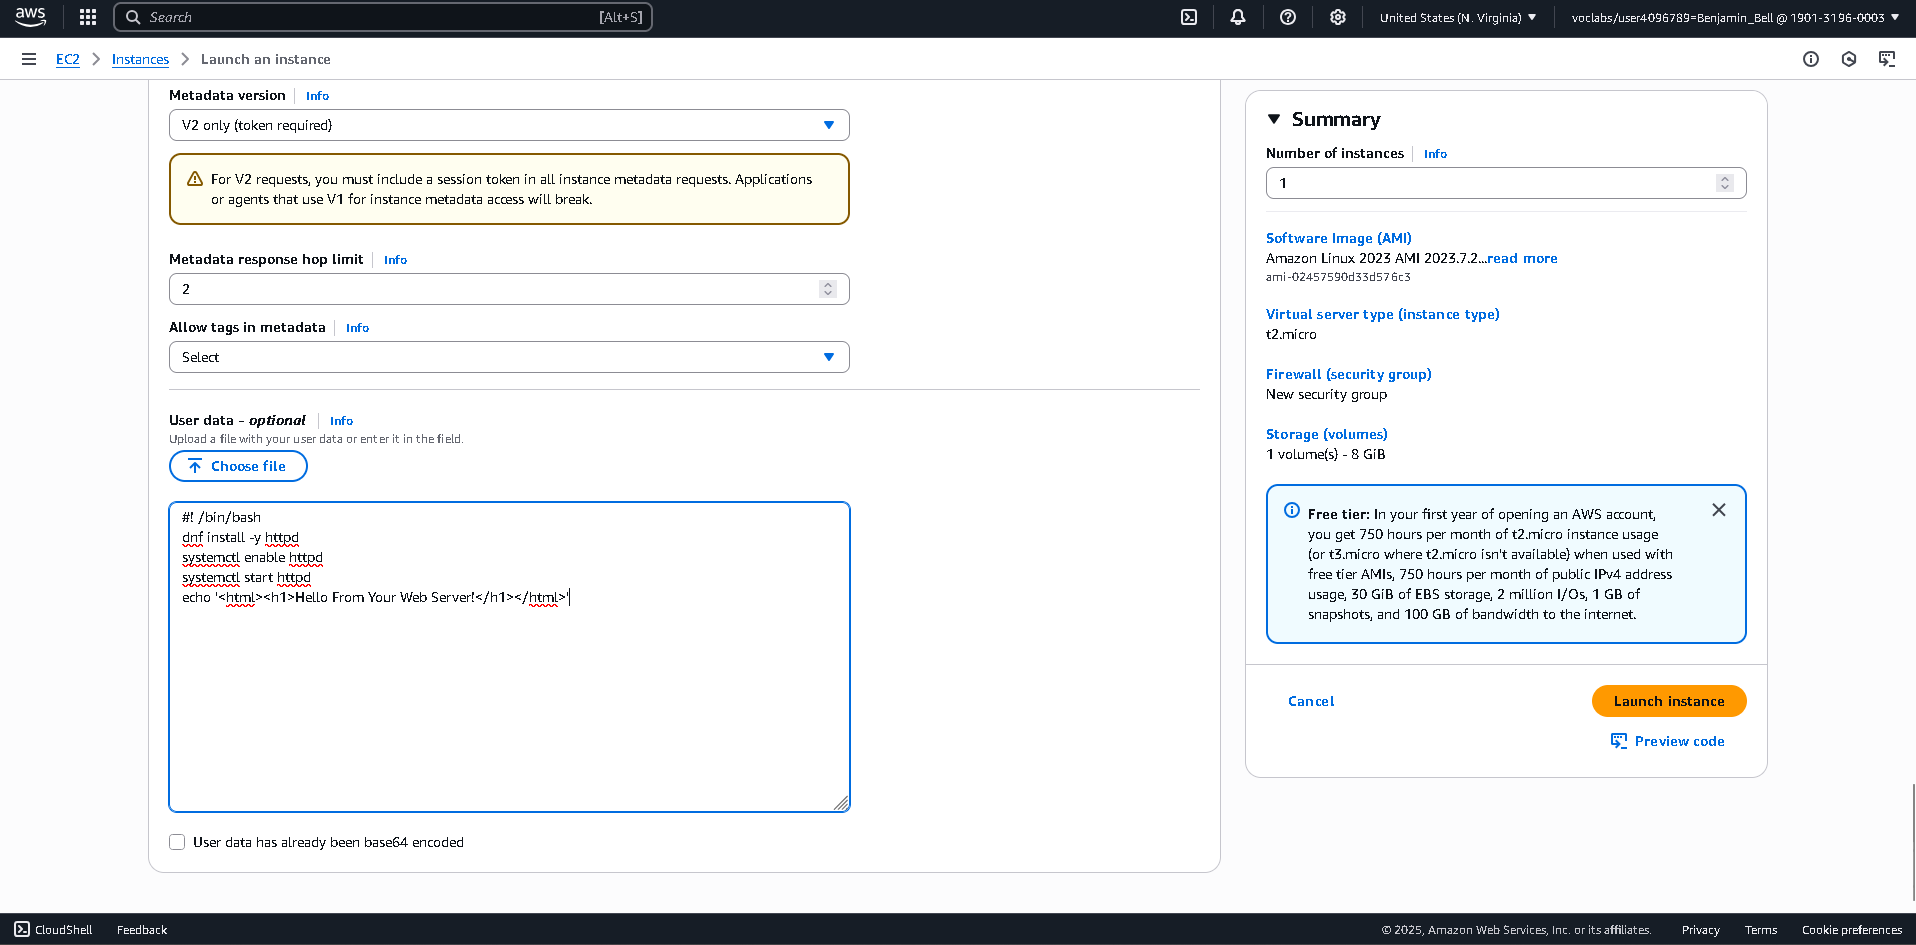 aws
Search
[Alt+S]
United States (N. Virginia)
voclabs/user4096789=Benjamin_Bell @ 1901-3196-0003
EC2
Instances
Launch an instance
Metadata version
Info
V2 only (token required)
For V2 requests, you must include a session token in all instance metadata requests. Applications
or agents that use V1 for instance metadata access will break.
Metadata response hop limit
Info
2
Allow tags in metadata
Info
Select
User data - optional
Info
Upload a file with your user data or enter it in the field.
Choose file
#! /bin/bash
dnf install -y httpd
systemctl enable httpd
systemctl start httpd
echo '<html><h1>Hello From Your Web Server!</h1></html>'
User data has already been base64 encoded
Summary
Number of instances
Info
1
Software Image (AMI)
Amazon Linux 2023 AMI 2023.7.2...read more
ami-02457590d33d576c3
Virtual server type (instance type)
t2.micro
Firewall (security group)
New security group
Storage (volumes)
1 volume(s) - 8 GiB
Free tier: In your first year of opening an AWS account,
you get 750 hours per month of t2.micro instance usage
(or t3.micro where t2.micro isn't available) when used with
free tier AMIs, 750 hours per month of public IPv4 address
usage, 30 GiB of EBS storage, 2 million I/Os, 1 GB of
snapshots, and 100 GB of bandwidth to the internet.
Cancel
Launch instance
Preview code
CloudShell
Feedback
© 2025, Amazon Web Services, Inc. or its affiliates.
Privacy
Terms
Cookie preferences